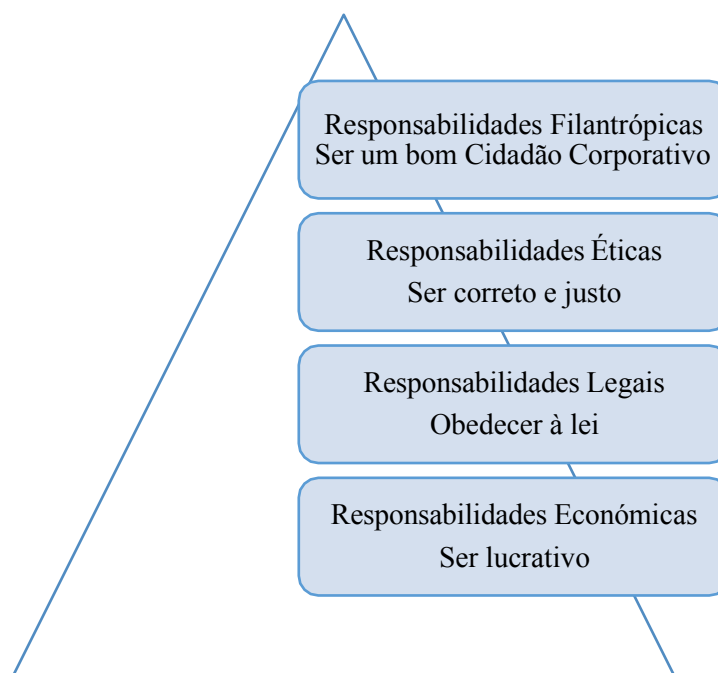 Responsabilidades Filantrópicas
Ser um bom Cidadão Corporativo
Responsabilidades Éticas
Ser correto e justo
Responsabilidades Legais
Obedecer à lei
Responsabilidades Económicas
Ser lucrativo